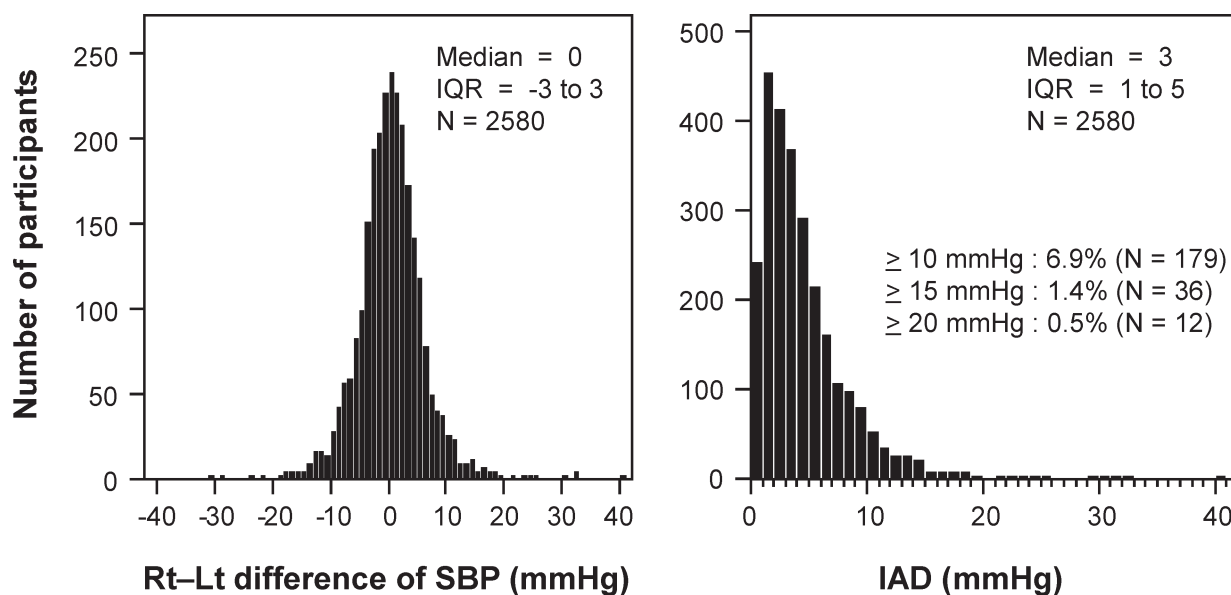 Number of participants
250
200
150
100
50
0
Median = 0
IQR = -3 to 3
N = 2580
-40 -30 -20 -10 0 10 20 30 40
Rt–Lt difference of SBP (mmHg)
500
400
300
200
100
0
Median = 3
IQR = 1 to 5
N = 2580
≥ 10 mmHg : 6.9% (N = 179)
≥ 15 mmHg : 1.4% (N = 36)
≥ 20 mmHg : 0.5% (N = 12)
0 10 20 30 40
IAD (mmHg)